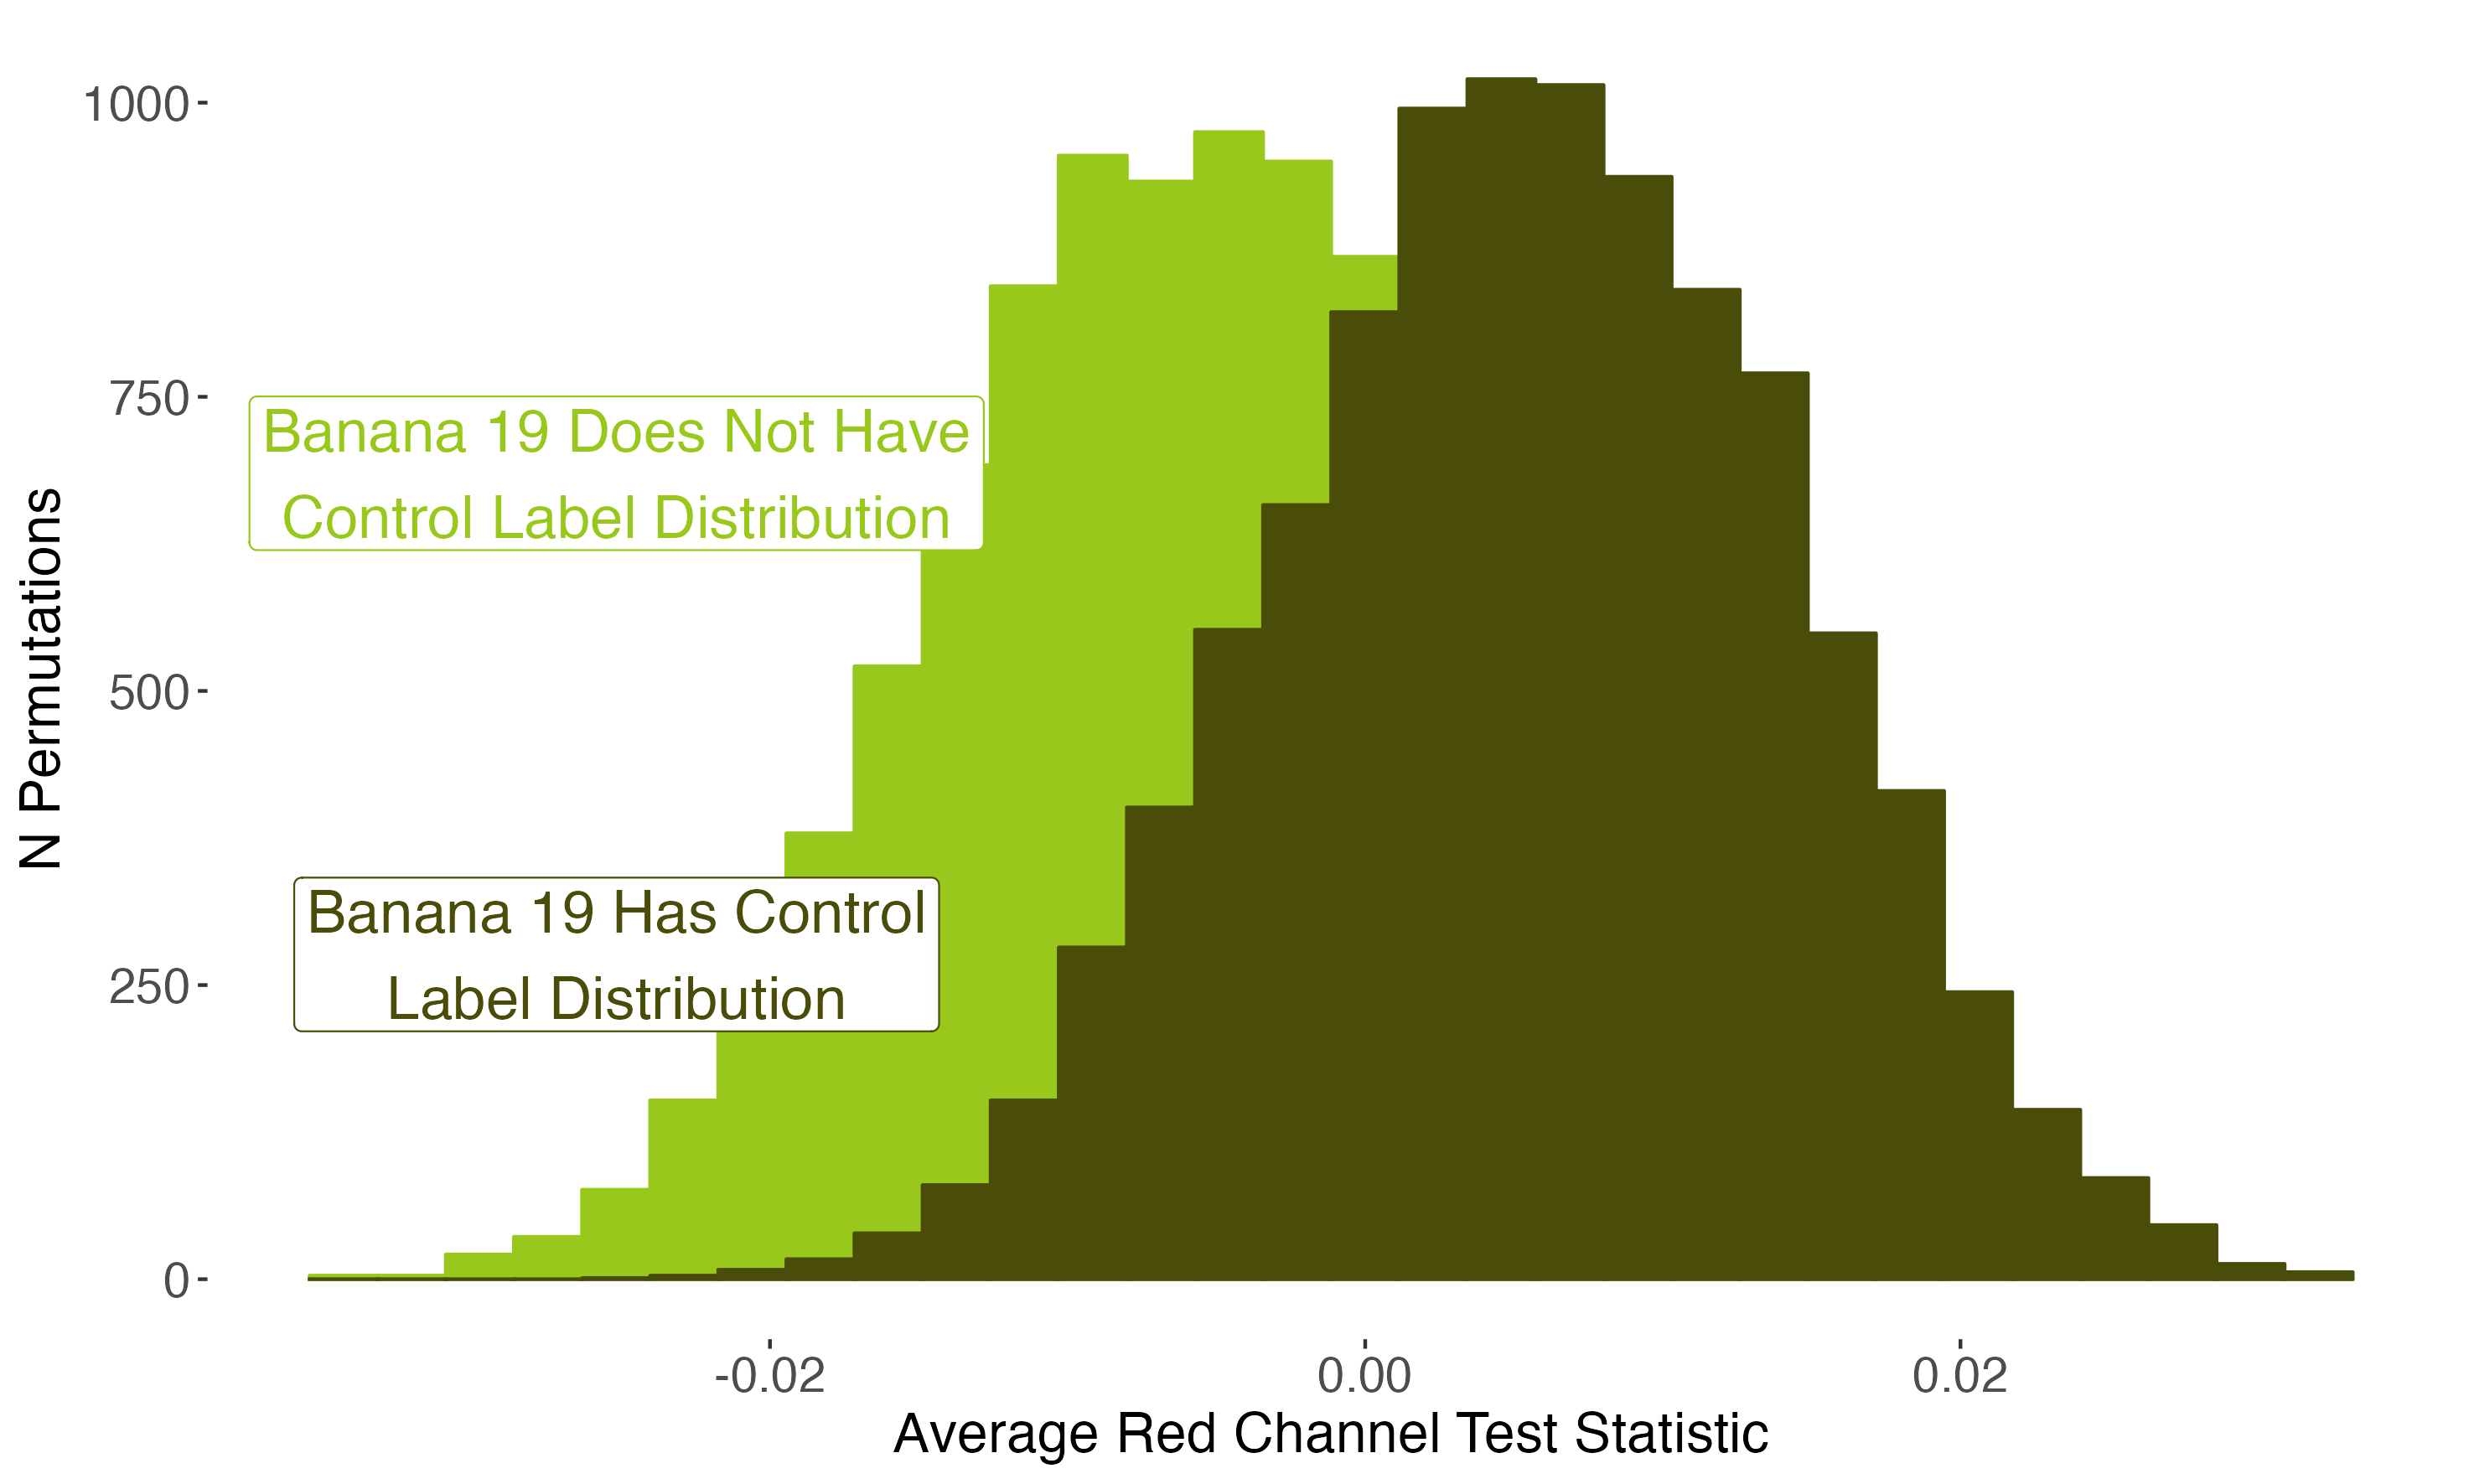 N Permutations
1000
750
500
250
0
Banana 19 Does Not Have
Control Label Distribution
Banana 19 Has Control
Label Distribution
-0.02
0.00
0.02
Average Red Channel Test Statistic